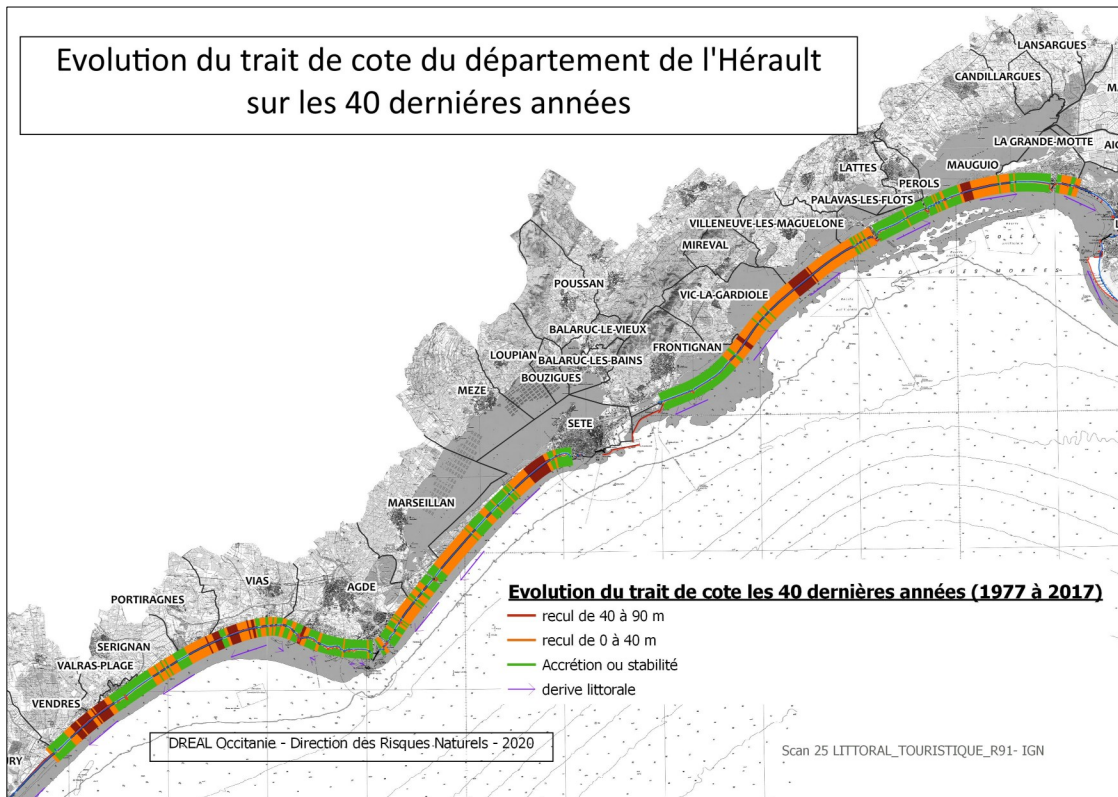 Evolution du trait de cote du département de l'Hérault
sur les 40 derniéres années
LANSARGUES
CANDILLARGUES
LA GRANDE-MOTTE
MAUGUIO
LATTES
PEROLS
PALAVAS-LES-FLOTS
VILLENEUVE-LES-MAGUELONE
MIREVAL
VIC-LA-GARDIOLE
POUSSAN
BALARUC-LE-VIEUX
FRONTIGNAN
LOUPIAN
BALARUC-LES-BAINS
BOUZIGUES
MEZE
SETE
MARSEILLAN
AGDE
VIAS
PORTIRAGNES
SERIGNAN
VALRAS-PLAGE
VENDRES
Evolution du trait de cote les 40 dernières années (1977 à 2017)
recul de 40 à 90 m
recul de 0 à 40 m
Accrétion ou stabilité
derive littorale
DREAL Occitanie - Direction des Risques Naturels - 2020
Scan 25 LITTORAL_TOURISTIQUE_R91- IGN